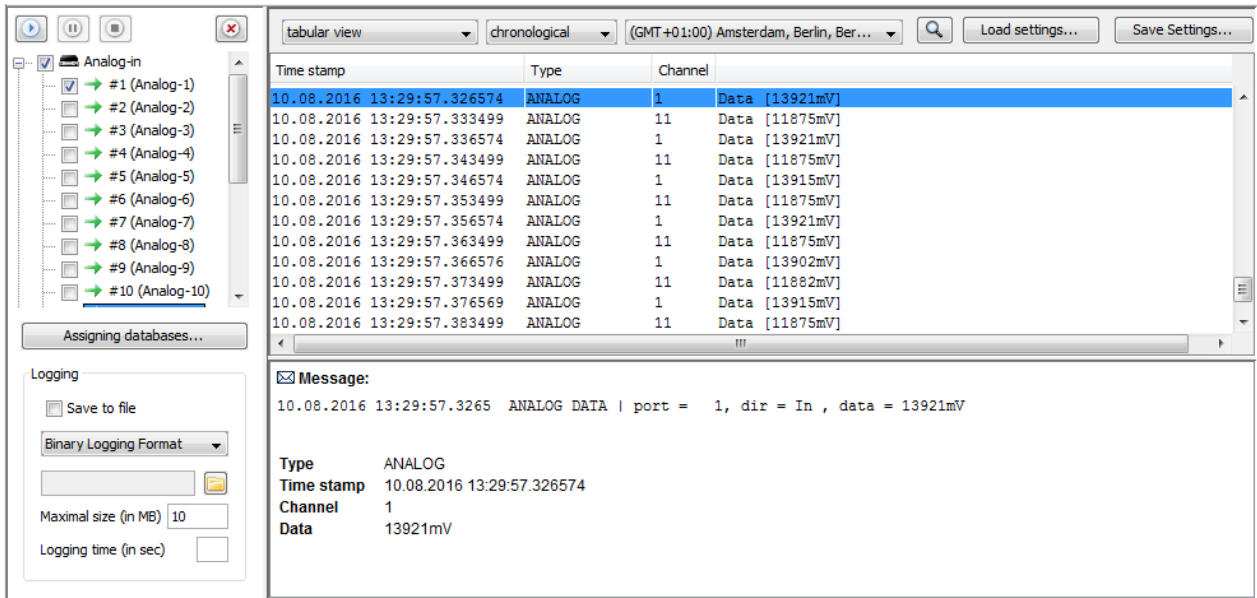 Analog-in
#1 (Analog-1)
#2 (Analog-2)
#3 (Analog-3)
#4 (Analog-4)
#5 (Analog-5)
#6 (Analog-6)
#7 (Analog-7)
#8 (Analog-8)
#9 (Analog-9)
#10 (Analog-10)
Assigning databases...
Logging
Save to file
Binary Logging Format
Maximal size (in MB) 10
Logging time (in sec)
tabular view chronological (GMT+01:00) Amsterdam, Berlin, Ber... Load settings... Save Settings...
Time stamp Type Channel
10.08.2016 13:29:57.326574 ANALOG 1 Data [13921mV]
10.08.2016 13:29:57.333499 ANALOG 11 Data [11875mV]
10.08.2016 13:29:57.336574 ANALOG 1 Data [13921mV]
10.08.2016 13:29:57.343499 ANALOG 11 Data [11875mV]
10.08.2016 13:29:57.346574 ANALOG 1 Data [13915mV]
10.08.2016 13:29:57.353499 ANALOG 11 Data [11875mV]
10.08.2016 13:29:57.356574 ANALOG 1 Data [13921mV]
10.08.2016 13:29:57.363499 ANALOG 11 Data [11875mV]
10.08.2016 13:29:57.366576 ANALOG 1 Data [13902mV]
10.08.2016 13:29:57.373499 ANALOG 11 Data [11882mV]
10.08.2016 13:29:57.376569 ANALOG 1 Data [13915mV]
10.08.2016 13:29:57.383499 ANALOG 11 Data [11875mV]
Message:
10.08.2016 13:29:57.3265 ANALOG DATA | port = 1, dir = In , data = 13921mV
Type ANALOG
Time stamp 10.08.2016 13:29:57.326574
Channel 1
Data 13921mV